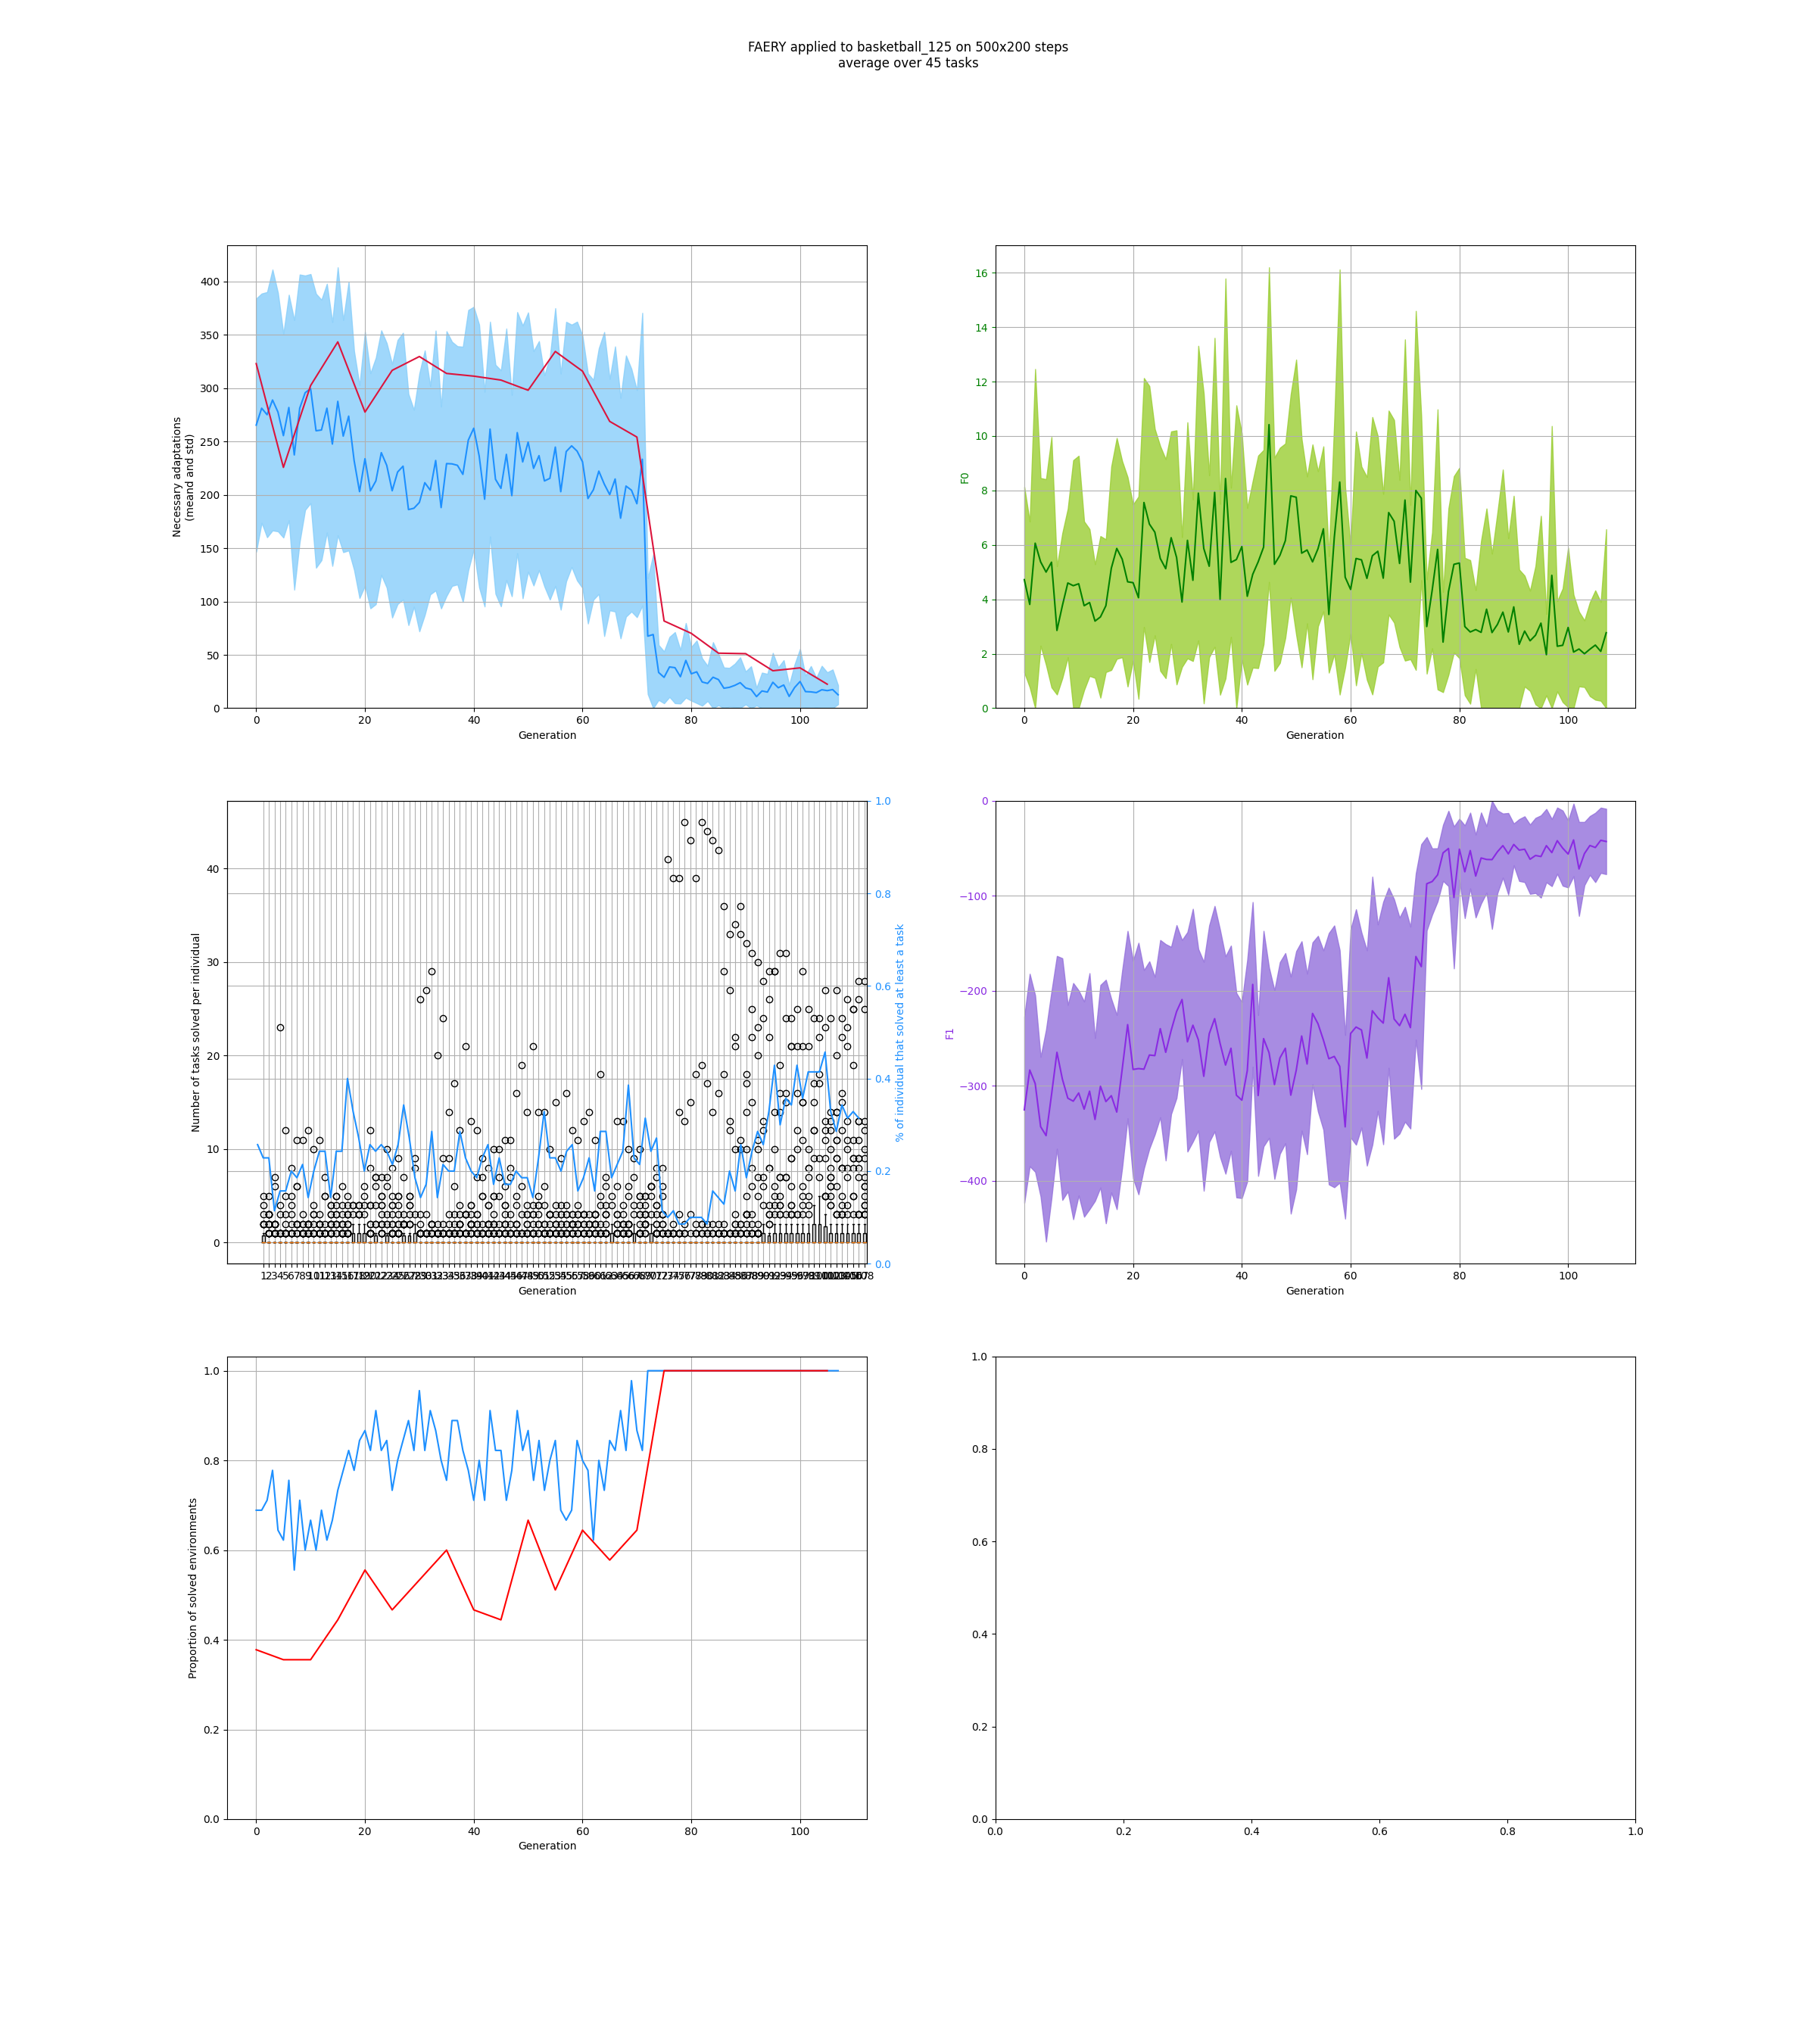 FAERY applied to basketball_125 on 500x200 steps
average over 45 tasks
Necessary adaptations
(meand and std)
400
350
300
250
200
150
100
50
0
0 20 40 60 80 100
Generation
F0
16
14
12
10
8
6
4
2
0
0 20 40 60 80 100
Generation
Number of tasks solved per individual
40
30
20
10
0
1.0
0.8
0.6
0.4
0.2
0.0
% of individual that solved at least a task
Generation
F1
0
−100
−200
−300
−400
0 20 40 60 80 100
Generation
Proportion of solved environments
1.0
0.8
0.6
0.4
0.2
0.0
0 20 40 60 80 100
Generation
1.0
0.8
0.6
0.4
0.2
0.0
0.0 0.2 0.4 0.6 0.8 1.0